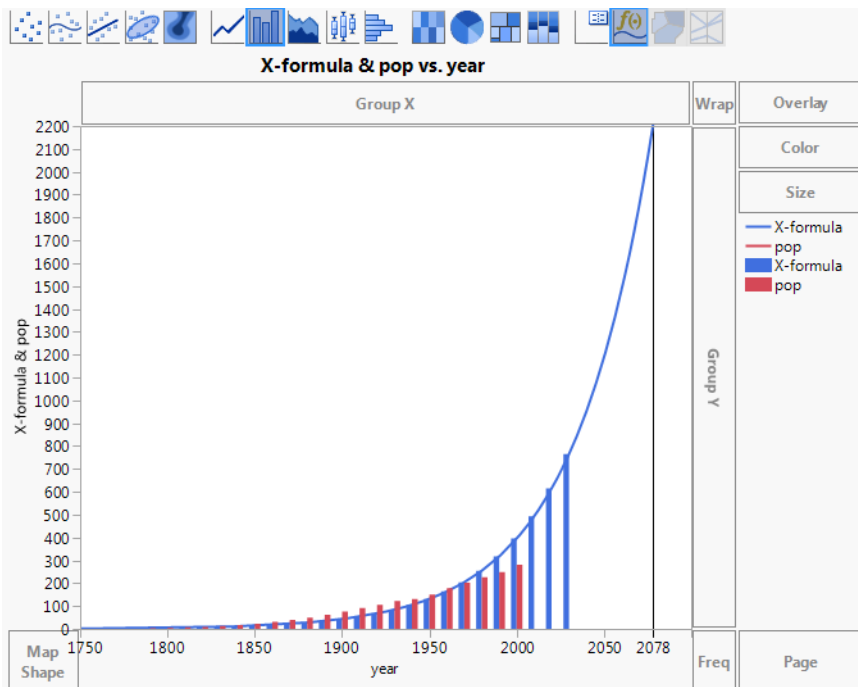 f(·)
X-formula & pop vs. year
Group X
Wrap
Overlay
Color
Size
X-formula
pop
X-formula
pop
2200
2100
2000
1900
1800
1700
1600
1500
1400
1300
1200
1100
1000
900
800
700
600
500
400
300
200
100
0
X-formula & pop
Group Y
1750 1800 1850 1900 1950 2000 2050 2078
year
Map
Shape
Freq
Page